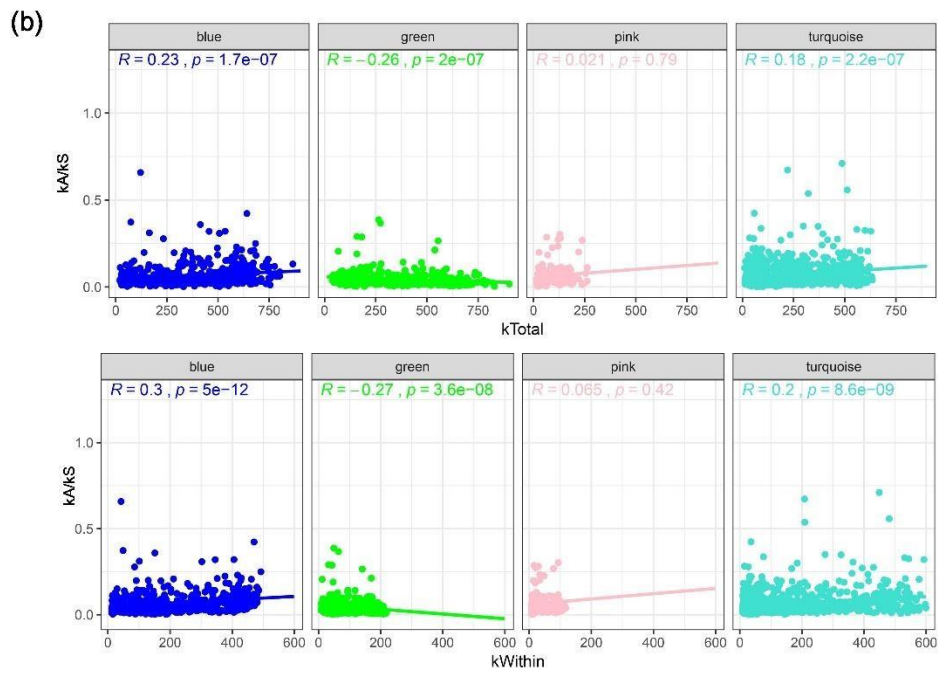 (b)
blue green pink turquoise
R = 0.23 , p = 1.7e−07 R = −0.26 , p = 2e−07 R = 0.021 , p = 0.79 R = 0.18 , p = 2.2e−07
1.0
kA/kS
0.5
0.0
0 250 500 750 0 250 500 750 0 250 500 750 0 250 500 750
kTotal
blue green pink turquoise
R = 0.3 , p = 5e−12 R = −0.27 , p = 3.6e−08 R = 0.065 , p = 0.42 R = 0.2 , p = 8.6e−09
1.0
kA/kS
0.5
0.0
0 200 400 600 0 200 400 600 0 200 400 600 0 200 400 600
kWithin